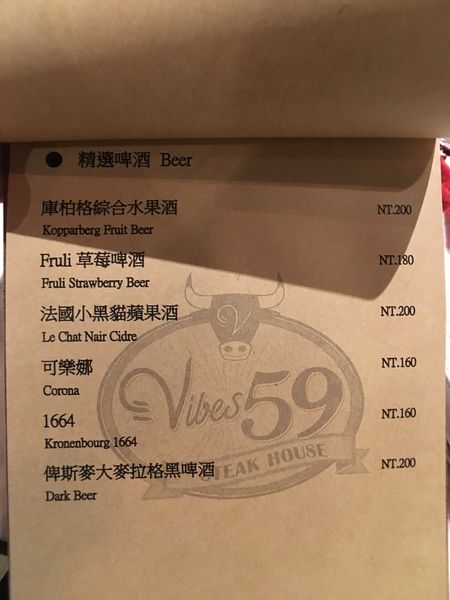 ● 精選啤酒 Beer
庫柏格綜合水果酒 NT.200
Kopparberg Fruit Beer
Fruli 草莓啤酒 NT.180
Fruli Strawberry Beer
法國小黑貓蘋果酒 NT.200
Le Chat Nair Cidre
可樂娜 NT.160
Corona
1664 NT.160
Kronenbourg 1664
俾斯麥大麥拉格黑啤酒 NT.200
Dark Beer
V
Vibes 59
STEAK HOUSE